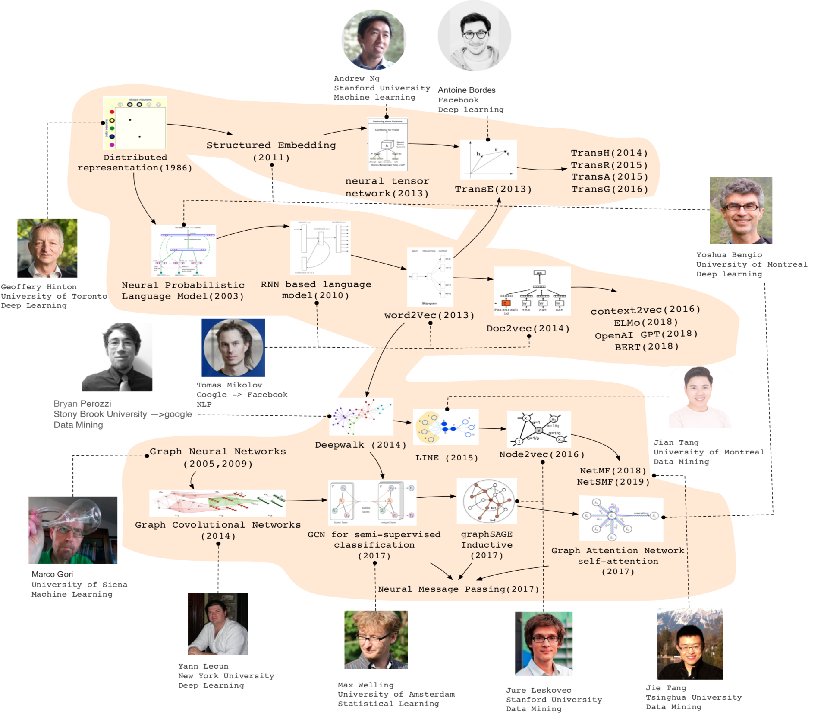 Andrew Ng
Stanford University
Machine learning
Antoine Bordes
Facebook
Deep learning
Distributed
representation(1986)
Structured Embedding
(2011)
neural tensor
network(2013)
TransE(2013)
TransH(2014)
TransR(2015)
TransA(2015)
TransG(2016)
Geoffery Hinton
University of Toronto
Deep Learning
Yoshua Bengio
University of Montreal
Deep learning
Neural Probabilistic
Language Model(2003)
RNN based language
model(2010)
word2Vec(2013)
Doc2vec(2014)
context2vec(2016)
ELMo(2018)
OpenAI GPT(2018)
BERT(2018)
Tomas Mikolov
Google -> Facebook
NLP
Bryan Perozzi
Stony Brook University —>google
Data Mining
Deepwalk (2014)
LINE (2015)
Node2vec(2016)
NetMF(2018)
NetSMF(2019)
Jian Tang
University of Montreal
Data Mining
Graph Neural Networks
(2005,2009)
Graph Covolutional Networks
(2014)
GCN for semi-supervised
classification
(2017)
graphSAGE
Inductive
(2017)
Graph Attention Network
self-attention
(2017)
Neural Message Passing(2017)
Marco Gori
University of Siena
Machine Learning
Yann Lecun
New York University
Deep Learning
Max Welling
University of Amsterdam
Statistical Learning
Jure Leskovec
Stanford University
Data Mining
Jie Tang
Tsinghua University
Data Mining